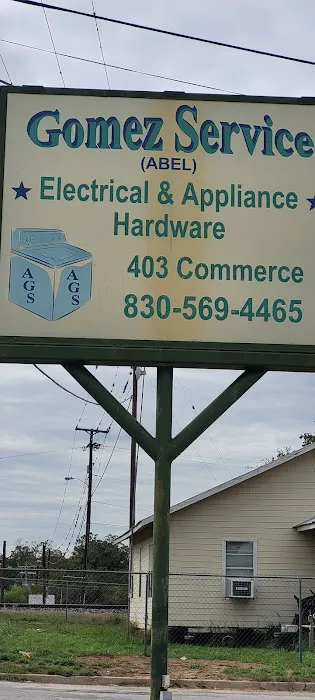 Gomez Service
(ABEL)
Electrical & Appliance
Hardware
403 Commerce
830-569-4465
AGS
AGS